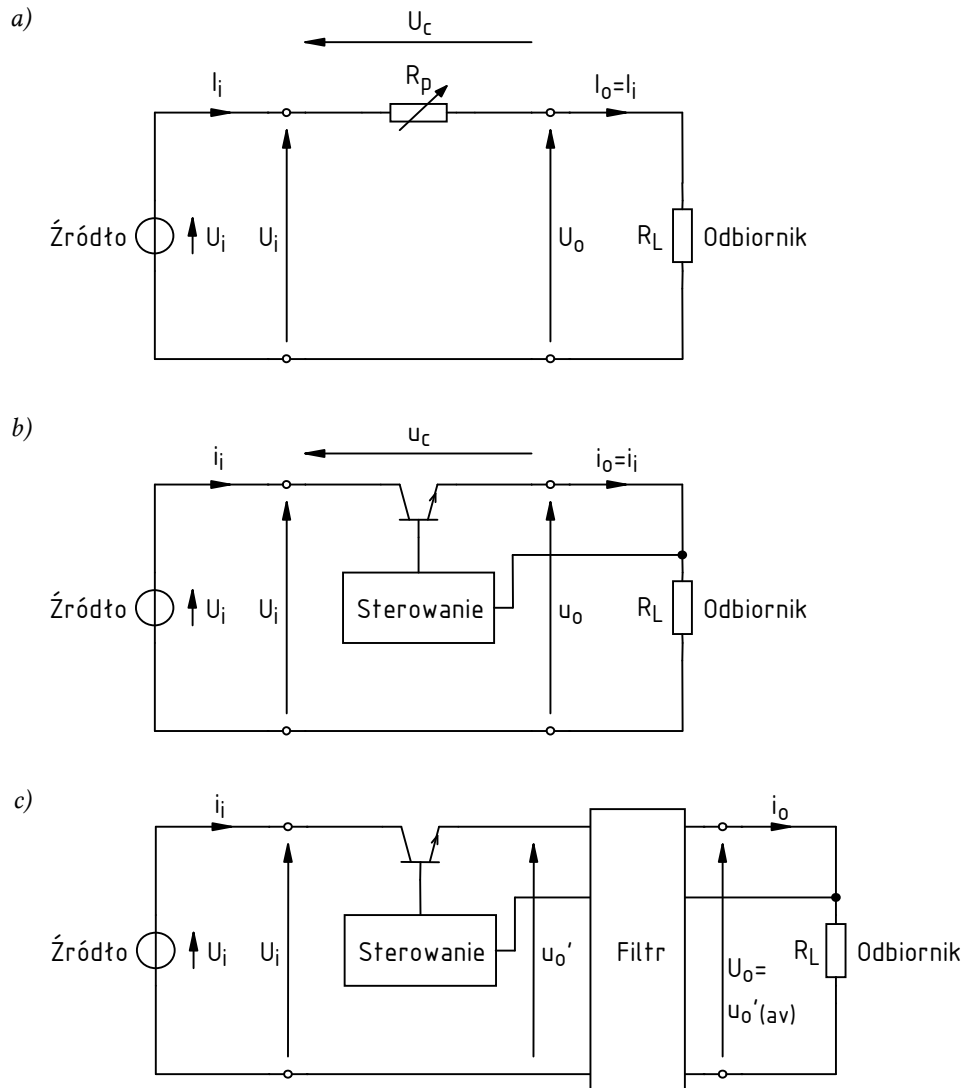 a)
U_c
I_i
R_p
I_o=I_i
Źródło
U_i
U_i
U_o
R_L
Odbiornik
b)
u_c
i_i
i_o=i_i
Źródło
U_i
U_i
Sterowanie
u_o
R_L
Odbiornik
c)
i_i
i_o
Źródło
U_i
U_i
Sterowanie
u_o'
Filtr
U_o=
u_o'(av)
R_L
Odbiornik